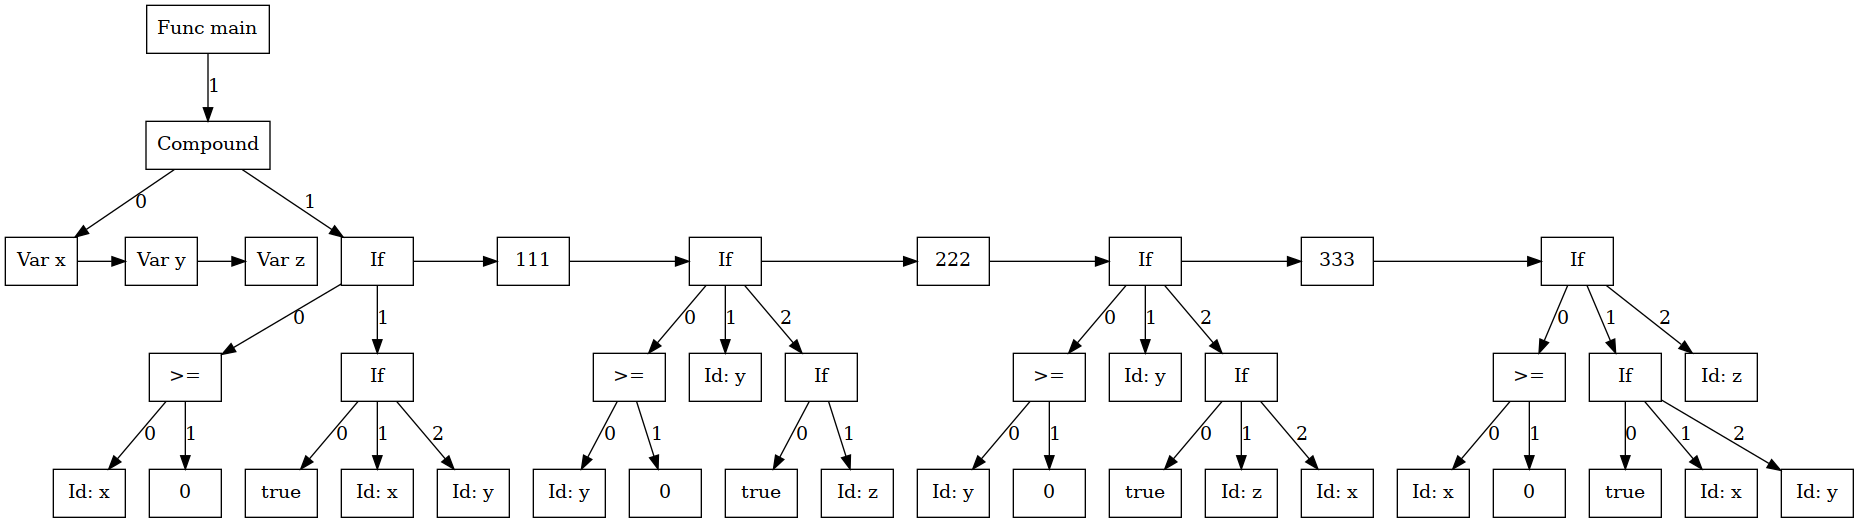 Func main
1
Compound
0 1
Var x Var y Var z If 111 If 222 If 333 If
0 1 0 1 2 0 1 2 0 1 2
>= If >= Id: y If >= Id: y If >= If Id: z
0 1 0 1 2 0 1 0 1 0 1 0 1 2 0 1 0 1 2
Id: x 0 true Id: x Id: y Id: y 0 true Id: z Id: y 0 true Id: z Id: x Id: x 0 true Id: x Id: y